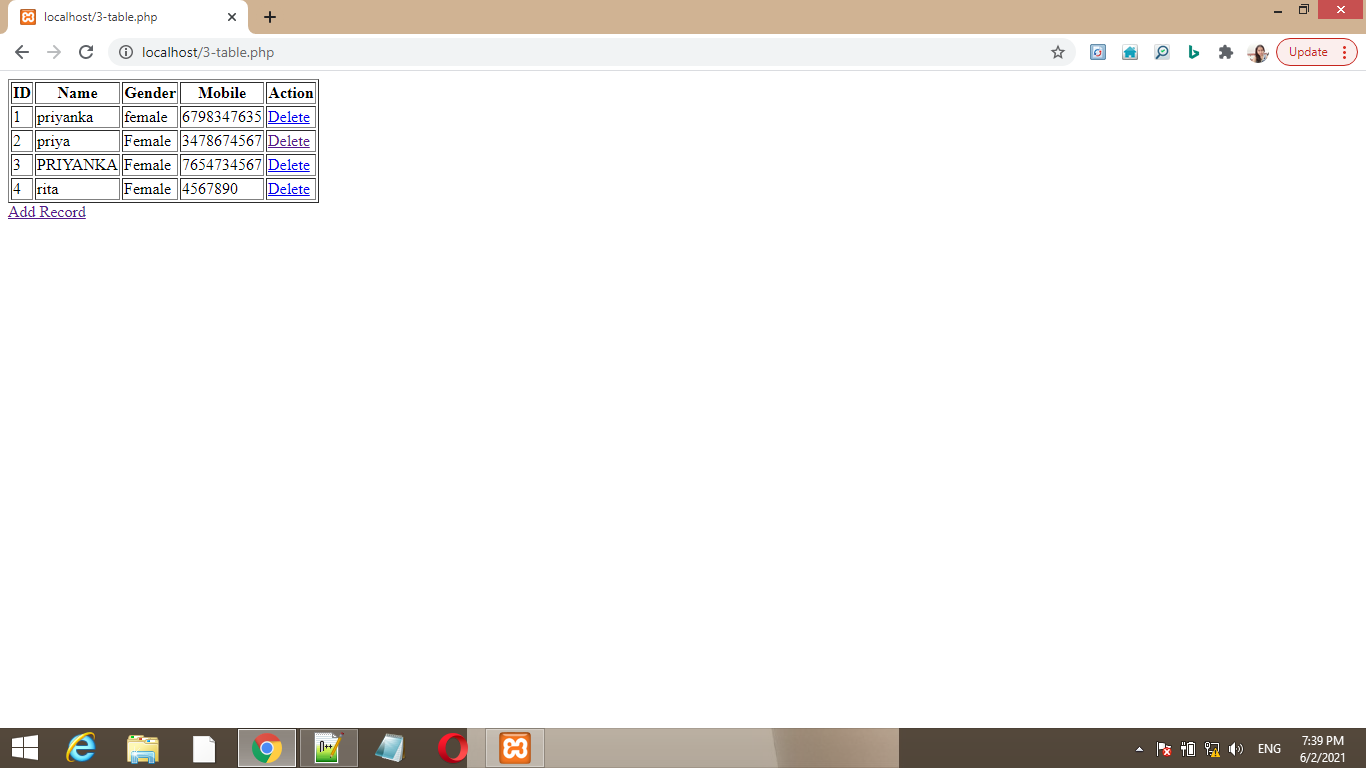 localhost/3-table.php
localhost/3-table.php
Update
ID Name Gender Mobile Action
1 priyanka female 6798347635 Delete
2 priya Female 3478674567 Delete
3 PRIYANKA Female 7654734567 Delete
4 rita Female 4567890 Delete
Add Record
ENG
7:39 PM
6/2/2021